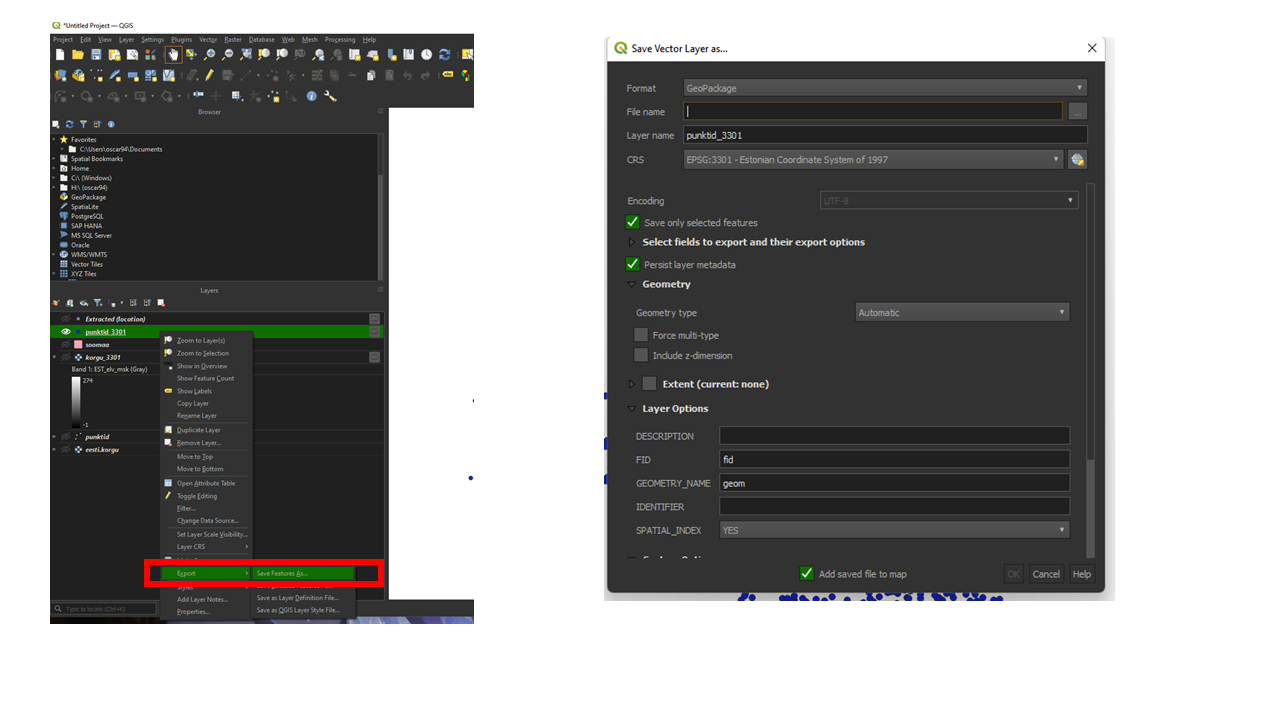 *Untitled Project — QGIS
Project Edit View Layer Settings Plugins Vector Raster Database Web Mesh Processing Help
Browser
Favorites
C:\Users\oscar94\Documents
Spatial Bookmarks
Home
C:\ (Windows)
H:\ (oscar94)
GeoPackage
SpatiaLite
PostgreSQL
SAP HANA
MS SQL Server
Oracle
WMS/WMTS
Vector Tiles
XYZ Tiles
Layers
Extracted (location)
punktid_3301
soomaa
korgu_3301
Band 1: EST_elv_msk (Gray)
274
-1
punktid
eesti.korgu
Type to locate (Ctrl+K)
Zoom to Layer(s)
Zoom to Selection
Show in Overview
Show Feature Count
Show Labels
Copy Layer
Rename Layer
Duplicate Layer
Remove Layer...
Move to Top
Move to Bottom
Open Attribute Table
Toggle Editing
Filter...
Change Data Source...
Set Layer Scale Visibility...
Layer CRS
Export
Styles
Add Layer Notes...
Properties...
Save Features As...
Save as Layer Definition File...
Save as QGIS Layer Style File...
Save Vector Layer as...
Format GeoPackage
File name
...
Layer name punktid_3301
CRS EPSG:3301 - Estonian Coordinate System of 1997
Encoding UTF-8
Save only selected features
Select fields to export and their export options
Persist layer metadata
Geometry
Geometry type Automatic
Force multi-type
Include z-dimension
Extent (current: none)
Layer Options
DESCRIPTION
FID fid
GEOMETRY_NAME geom
IDENTIFIER
SPATIAL_INDEX YES
Add saved file to map
OK Cancel Help